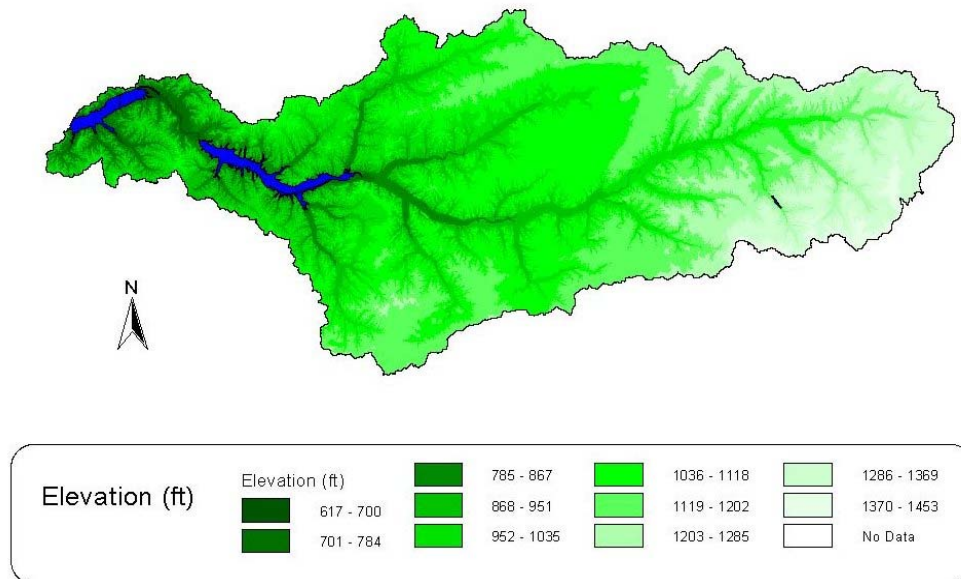 N
Elevation (ft)
Elevation (ft)
617 - 700
701 - 784
785 - 867
868 - 951
952 - 1035
1036 - 1118
1119 - 1202
1203 - 1285
1286 - 1369
1370 - 1453
No Data